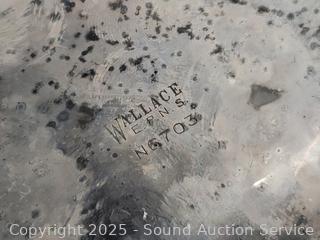 WALLACE
EPNS
N6703
Copyright © 2025 - Sound Auction Service